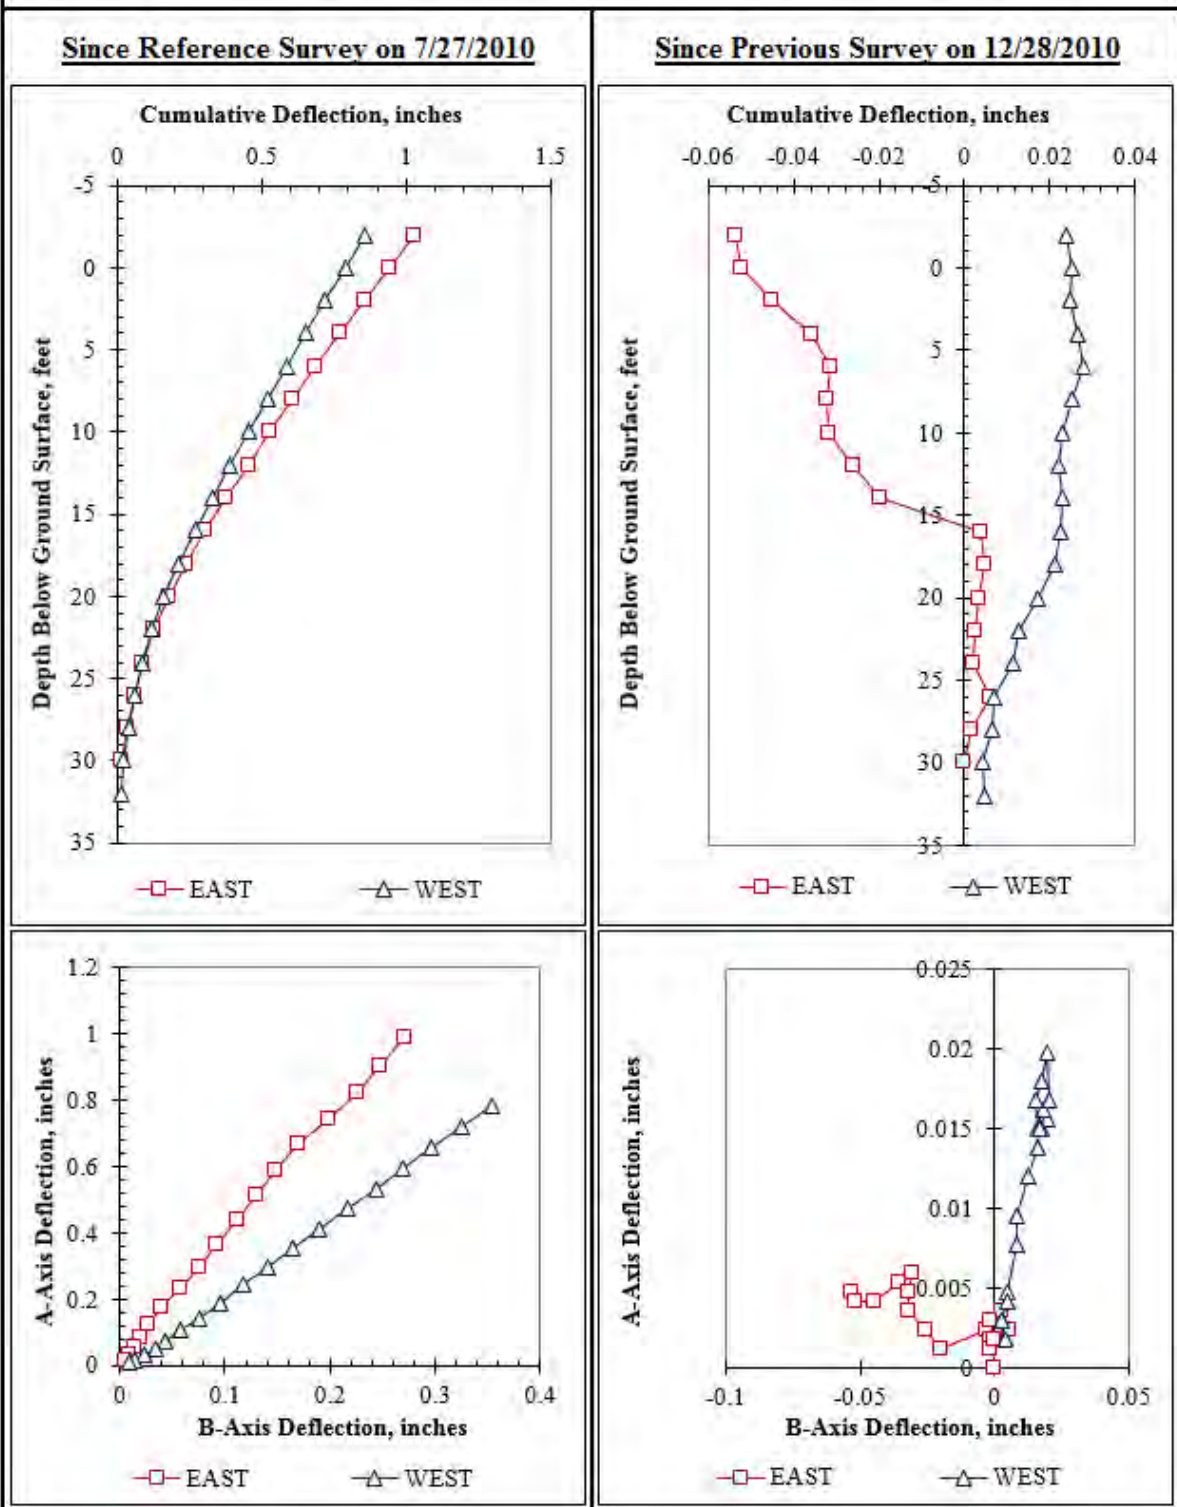 Since Reference Survey on 7/27/2010
Cumulative Deflection, inches
0 0.5 1 1.5
-5
0
5
10
15
20
25
30
35
Depth Below Ground Surface, feet
EAST WEST
Since Previous Survey on 12/28/2010
Cumulative Deflection, inches
-0.06 -0.04 -0.02 0 0.02 0.04
-5
0
5
10
15
20
25
30
35
Depth Below Ground Surface, feet
EAST WEST
1.2
1
0.8
0.6
0.4
0.2
0
A-Axis Deflection, inches
0 0.1 0.2 0.3 0.4
B-Axis Deflection, inches
EAST WEST
0.025
0.02
0.015
0.01
0.005
0
A-Axis Deflection, inches
-0.1 -0.05 0 0.05
B-Axis Deflection, inches
EAST WEST